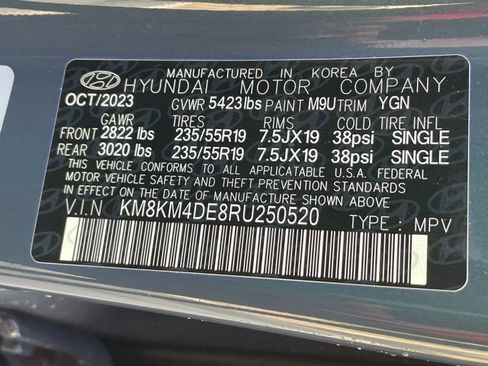 MANUFACTURED IN KOREA BY
HYUNDAI MOTOR COMPANY
OCT/2023 GVWR 5423lbs PAINT M9U TRIM YGN
GAWR TIRES RIMS COLD TIRE INFL
FRONT 2822 lbs 235/55R19 7.5JX19 38psi SINGLE
REAR 3020 lbs 235/55R19 7.5JX19 38psi SINGLE
THIS VEHICLE CONFORMS TO ALL APPLICABLE U.S.A. FEDERAL
MOTOR VEHICLE SAFETY AND THEFT PREVENTION STANDARDS
IN EFFECT ON THE DATE OF MANUFACTURE SHOWN ABOVE.
V.I.N KM8KM4DE8RU250520 TYPE : MPV